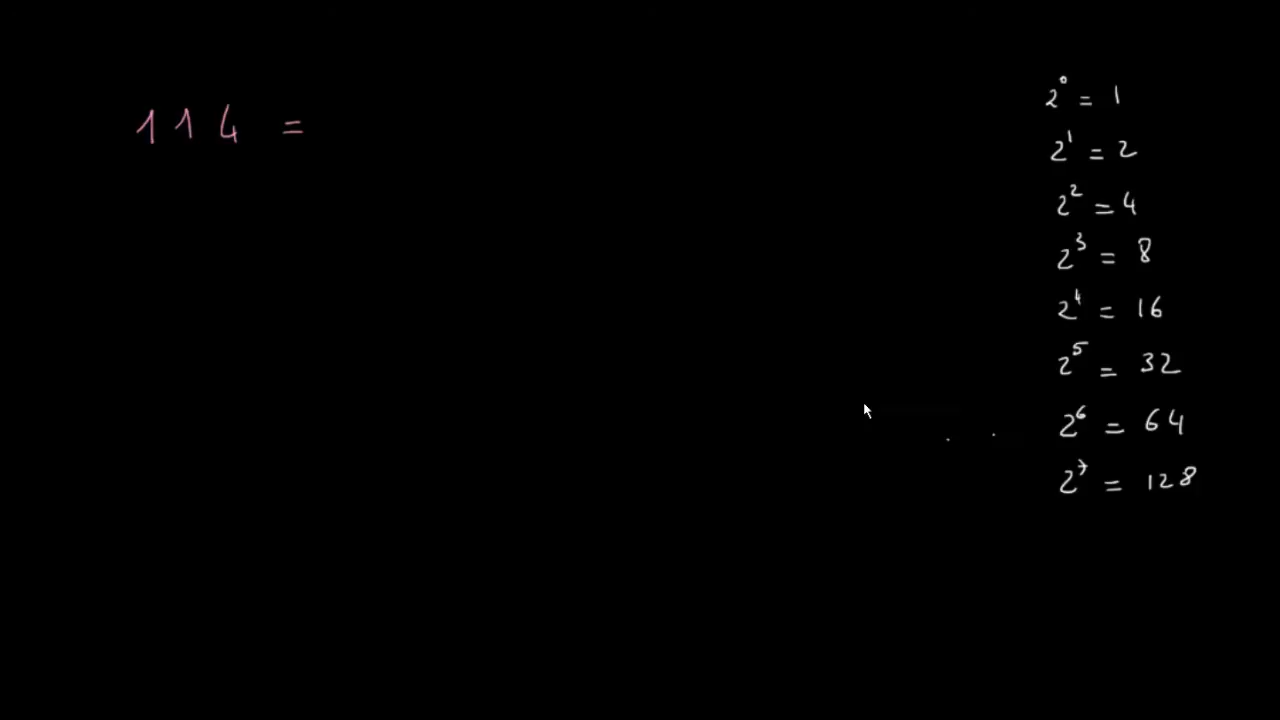 114 =
2⁰ = 1
2¹ = 2
2² = 4
2³ = 8
2⁴ = 16
2⁵ = 32
2⁶ = 64
2⁷ = 128